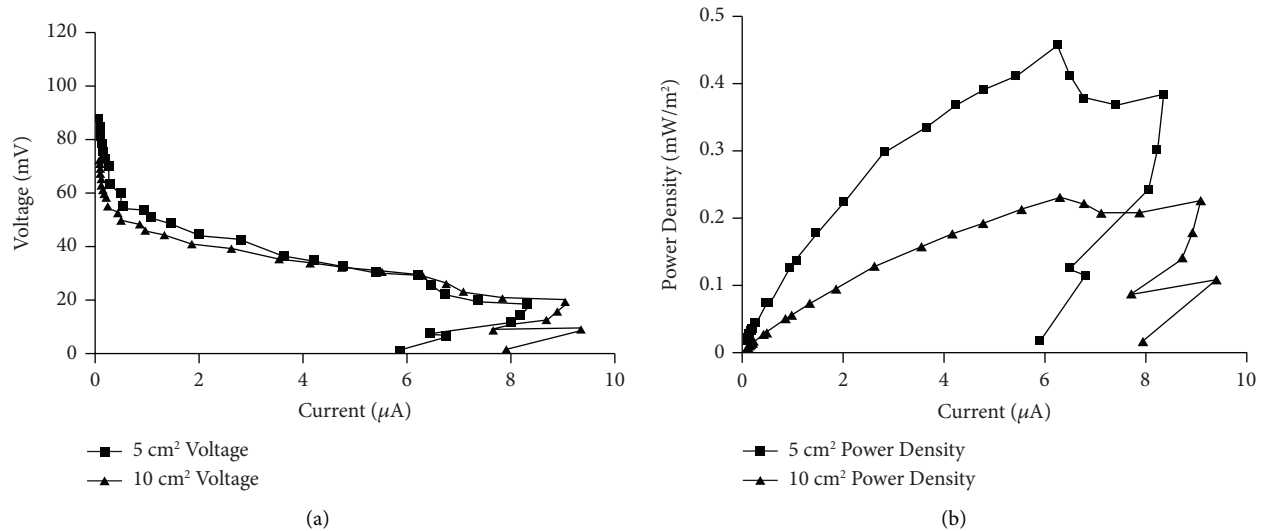 120
100
80
60
40
20
0
Voltage (mV)
0 2 4 6 8 10
Current (μA)
5 cm² Voltage
10 cm² Voltage
(a)
0.5
0.4
0.3
0.2
0.1
0
Power Density (mW/m²)
0 2 4 6 8 10
Current (μA)
5 cm² Power Density
10 cm² Power Density
(b)